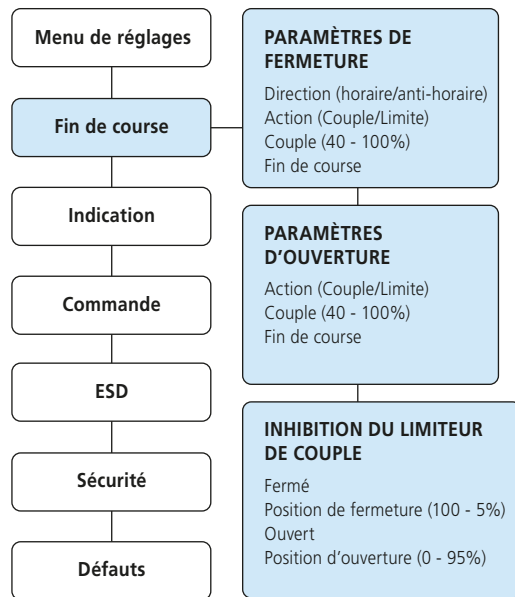 Menu de réglages
Fin de course
Indication
Commande
ESD
Sécurité
Défauts
PARAMÈTRES DE
FERMETURE
Direction (horaire/anti-horaire)
Action (Couple/Limite)
Couple (40 - 100%)
Fin de course
PARAMÈTRES
D’OUVERTURE
Action (Couple/Limite)
Couple (40 - 100%)
Fin de course
INHIBITION DU LIMITEUR
DE COUPLE
Fermé
Position de fermeture (100 - 5%)
Ouvert
Position d’ouverture (0 - 95%)